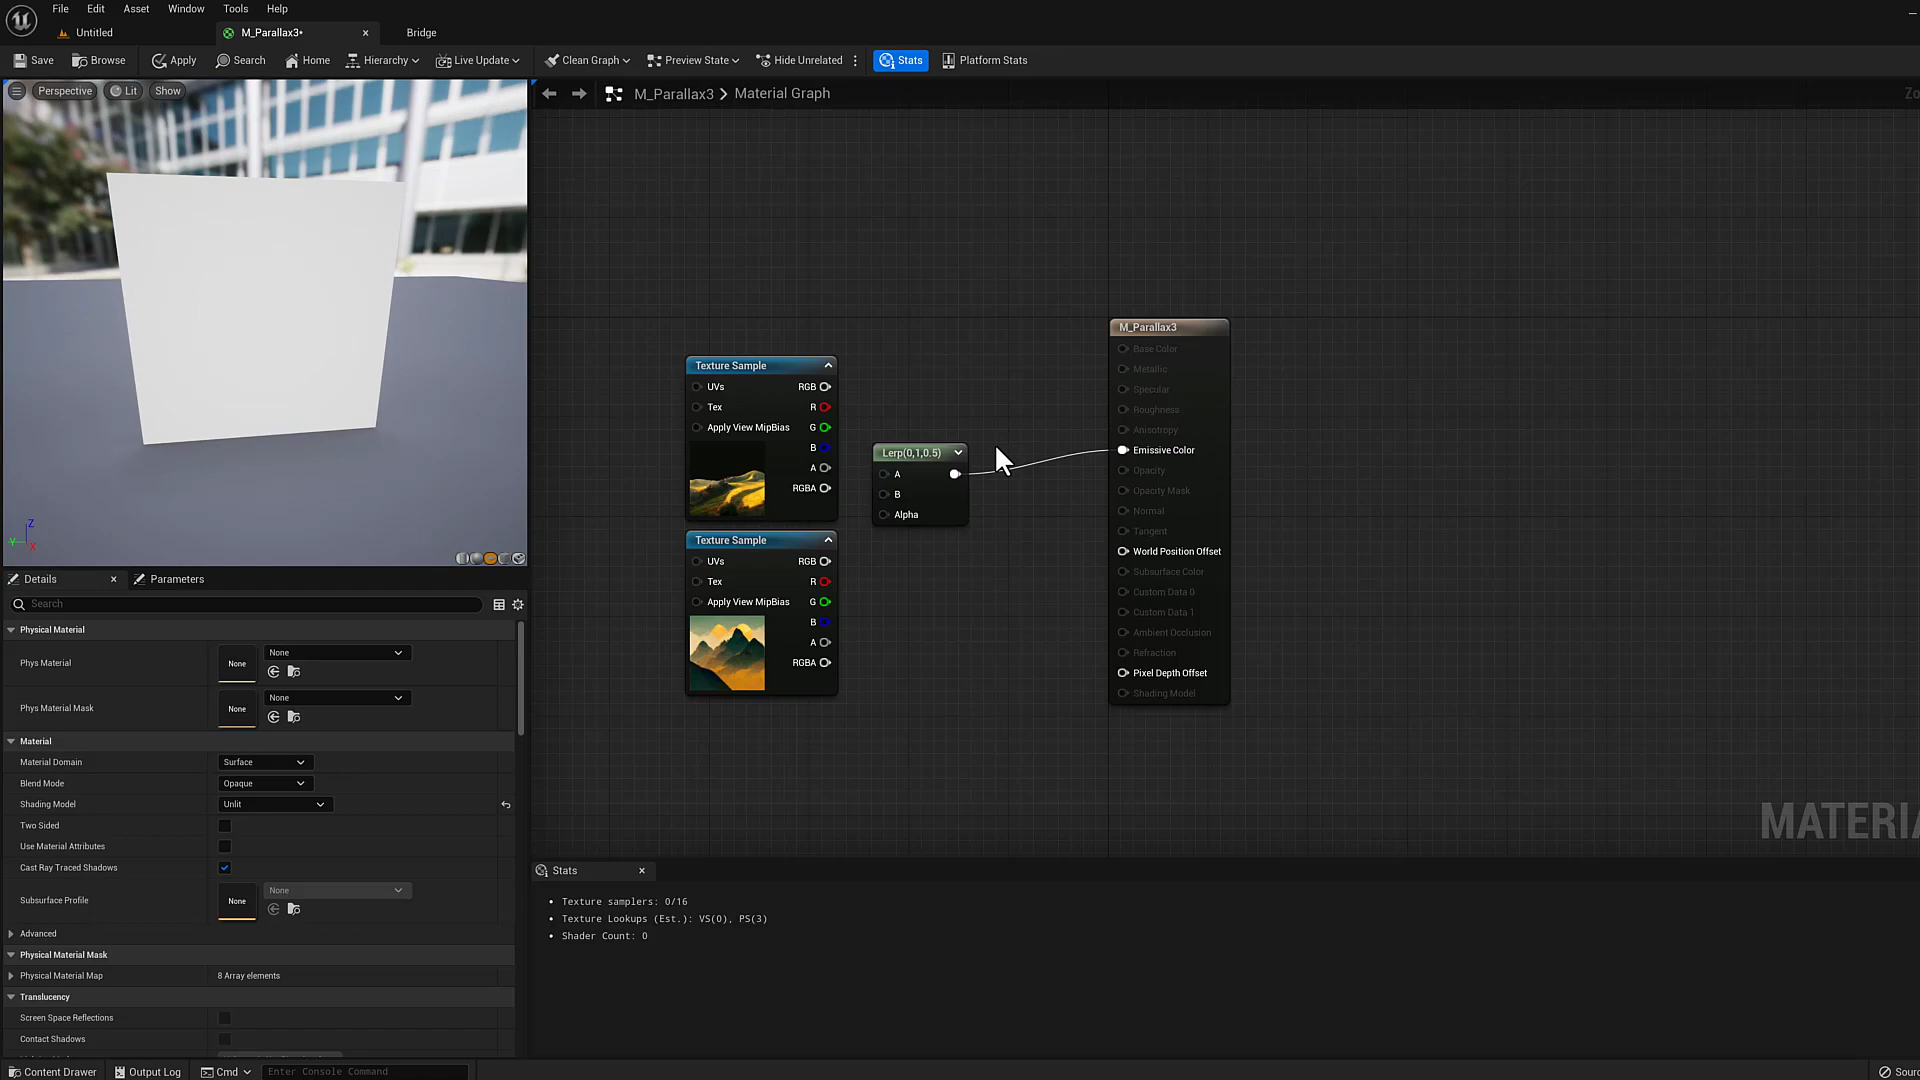 File Edit Asset Window Tools Help
Untitled M_Parallax3• Bridge
Save Browse Apply Search Home Hierarchy Live Update Clean Graph Preview State Hide Unrelated Stats Platform Stats
Perspective Lit Show
M_Parallax3 Material Graph
Zo
M_Parallax3
Base Color
Metallic
Specular
Roughness
Anisotropy
Emissive Color
Opacity
Opacity Mask
Normal
Tangent
World Position Offset
Subsurface Color
Custom Data 0
Custom Data 1
Ambient Occlusion
Refraction
Pixel Depth Offset
Shading Model
Texture Sample
UVs RGB
Tex R
Apply View MipBias G
B
A
RGBA
Lerp(0,1,0.5)
A
B
Alpha
Texture Sample
UVs RGB
Tex R
Apply View MipBias G
B
A
RGBA
MATERIA
Z
Y
X
Details Parameters
Search
Physical Material
Phys Material None None
Phys Material Mask None None
Material
Material Domain Surface
Blend Mode Opaque
Shading Model Unlit
Two Sided
Use Material Attributes
Cast Ray Traced Shadows
Subsurface Profile None None
Advanced
Physical Material Mask
Physical Material Map 8 Array elements
Translucency
Screen Space Reflections
Contact Shadows
Stats
Texture samplers: 0/16
Texture Lookups (Est.): VS(0), PS(3)
Shader Count: 0
Content Drawer Output Log Cmd Enter Console Command
Sourc